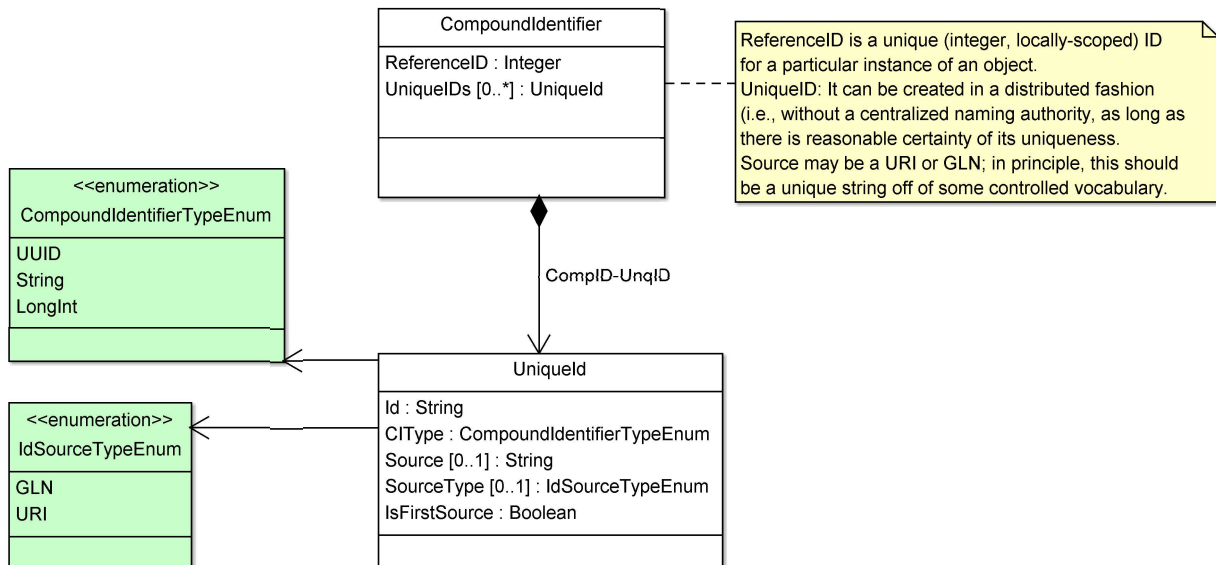 CompoundIdentifier
ReferenceID : Integer
UniqueIDs [0..*] : UniqueId
ReferenceID is a unique (integer, locally-scoped) ID
for a particular instance of an object.
UniqueID: It can be created in a distributed fashion
(i.e., without a centralized naming authority, as long as
there is reasonable certainty of its uniqueness.
Source may be a URI or GLN; in principle, this should
be a unique string off of some controlled vocabulary.
<<enumeration>>
CompoundIdentifierTypeEnum
UUID
String
LongInt
CompID-UnqID
UniqueId
Id : String
CIType : CompoundIdentifierTypeEnum
Source [0..1] : String
SourceType [0..1] : IdSourceTypeEnum
IsFirstSource : Boolean
<<enumeration>>
IdSourceTypeEnum
GLN
URI